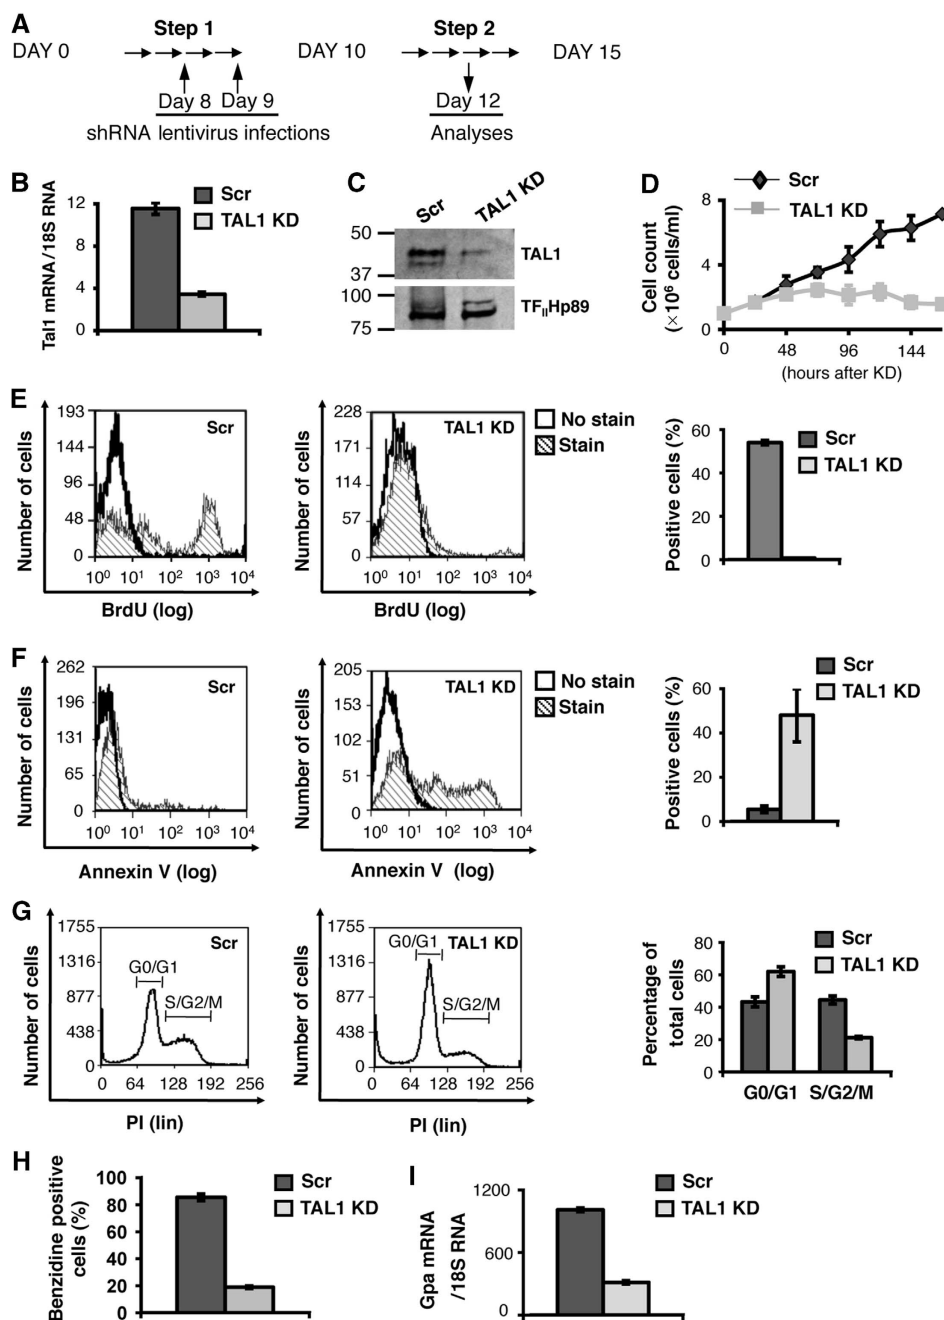 A
Step 1
Step 2
DAY 0
DAY 10
DAY 15
Day 8
Day 9
Day 12
shRNA lentivirus infections
Analyses
B
Tal1 mRNA/18S RNA
12
8
4
0
Scr
TAL1 KD
C
Scr
TAL1 KD
50
37
TAL1
100
75
TFIIHp89
D
Scr
TAL1 KD
Cell count
(×10⁶ cells/ml)
8
4
0
0
48
96
144
(hours after KD)
E
Number of cells
193
144
96
48
0
Scr
10⁰ 10¹ 10² 10³ 10⁴
BrdU (log)
Number of cells
228
171
114
57
0
TAL1 KD
10⁰ 10¹ 10² 10³ 10⁴
BrdU (log)
No stain
Stain
Positive cells (%)
60
40
20
0
Scr
TAL1 KD
F
Number of cells
262
196
131
65
0
Scr
10⁰ 10¹ 10² 10³ 10⁴
Annexin V (log)
Number of cells
205
153
102
51
0
TAL1 KD
10⁰ 10¹ 10² 10³ 10⁴
Annexin V (log)
No stain
Stain
Positive cells (%)
60
40
20
0
Scr
TAL1 KD
G
Number of cells
1755
1316
877
438
0
Scr
G0/G1
S/G2/M
0 64 128 192 256
PI (lin)
Number of cells
1755
1316
877
438
0
TAL1 KD
G0/G1
S/G2/M
0 64 128 192 256
PI (lin)
Percentage of
total cells
80
60
40
20
0
Scr
TAL1 KD
G0/G1 S/G2/M
H
Benzidine positive
cells (%)
100
80
60
40
20
0
Scr
TAL1 KD
I
Gpa mRNA
/18S RNA
1200
600
0
Scr
TAL1 KD